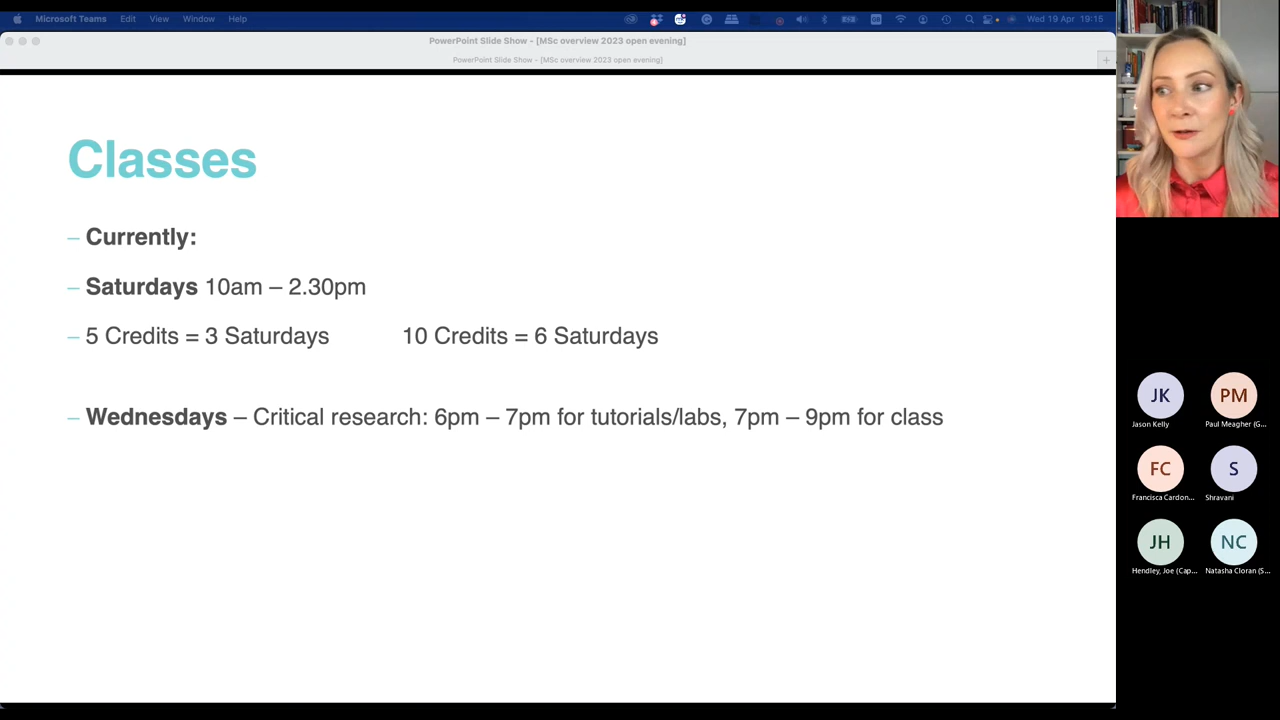 Microsoft Teams Edit View Window Help Wed 19 Apr 19:15
PowerPoint Slide Show - [MSc overview 2023 open evening]
PowerPoint Slide Show - [MSc overview 2023 open evening]
Classes
– Currently:
– Saturdays 10am – 2.30pm
– 5 Credits = 3 Saturdays 10 Credits = 6 Saturdays
– Wednesdays – Critical research: 6pm – 7pm for tutorials/labs, 7pm – 9pm for class
JK PM
Jason Kelly Paul Meagher (G...
FC S
Francisca Cardon... Shravani
JH NC
Hendley, Joe (Cap... Natasha Cloran (S...